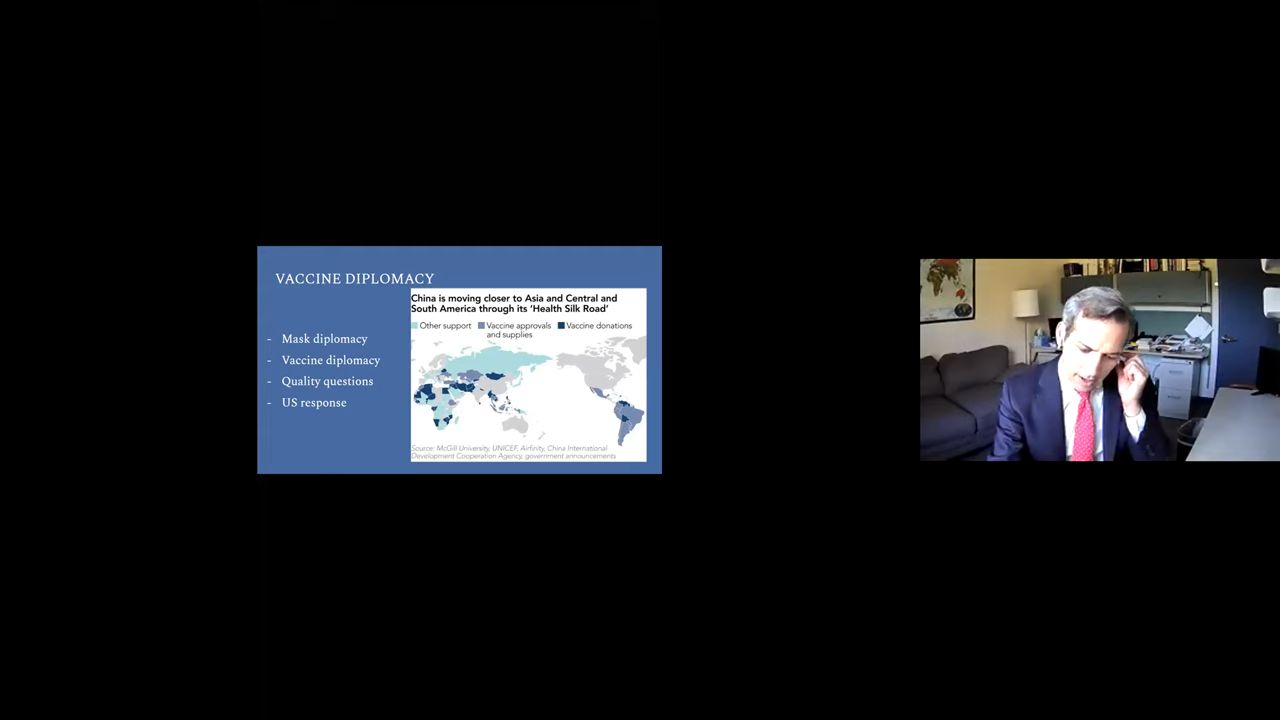 VACCINE DIPLOMACY
- Mask diplomacy
- Vaccine diplomacy
- Quality questions
- US response
China is moving closer to Asia and Central and
South America through its ‘Health Silk Road’
Other support
Vaccine approvals
and supplies
Vaccine donations
Source: McGill University, UNICEF, Airfinity, China International
Development Cooperation Agency, government announcements